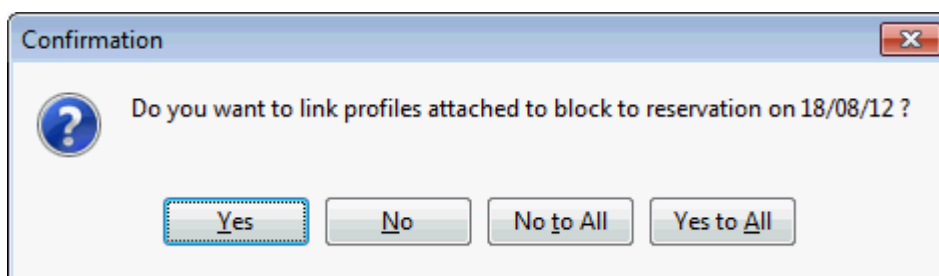 Confirmation
Do you want to link profiles attached to block to reservation on 18/08/12 ?
Yes No No to All Yes to All